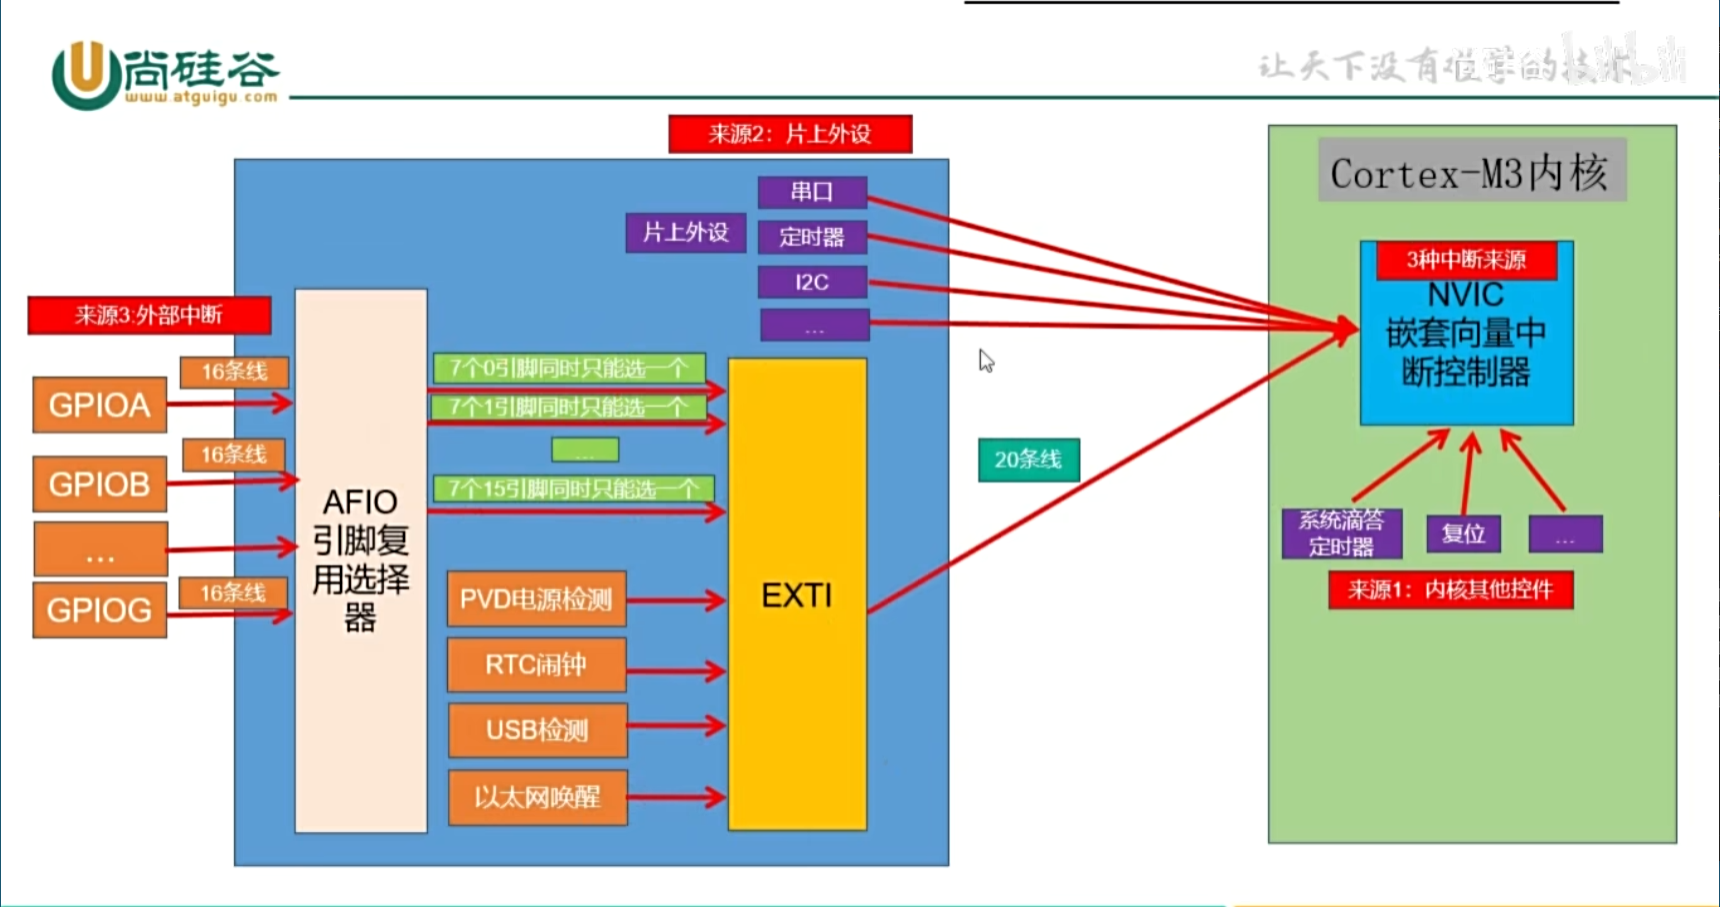 尚硅谷
www.atguigu.com
让天下没有
的技术
bilibili
来源2：片上外设
串口
片上外设
定时器
I2C
...
Cortex-M3内核
3种中断来源
NVIC
嵌套向量中
断控制器
来源3:外部中断
16条线
GPIOA
16条线
GPIOB
...
16条线
GPIOG
AFIO
引脚复
用选择
器
7个0引脚同时只能选一个
7个1引脚同时只能选一个
...
7个15引脚同时只能选一个
PVD电源检测
RTC闹钟
USB检测
以太网唤醒
EXTI
20条线
系统滴答
定时器
复位
...
来源1：内核其他控件